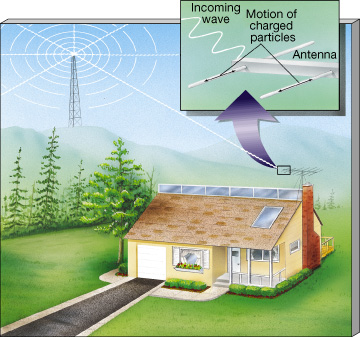 Incoming
wave
Motion of
charged
particles
Antenna